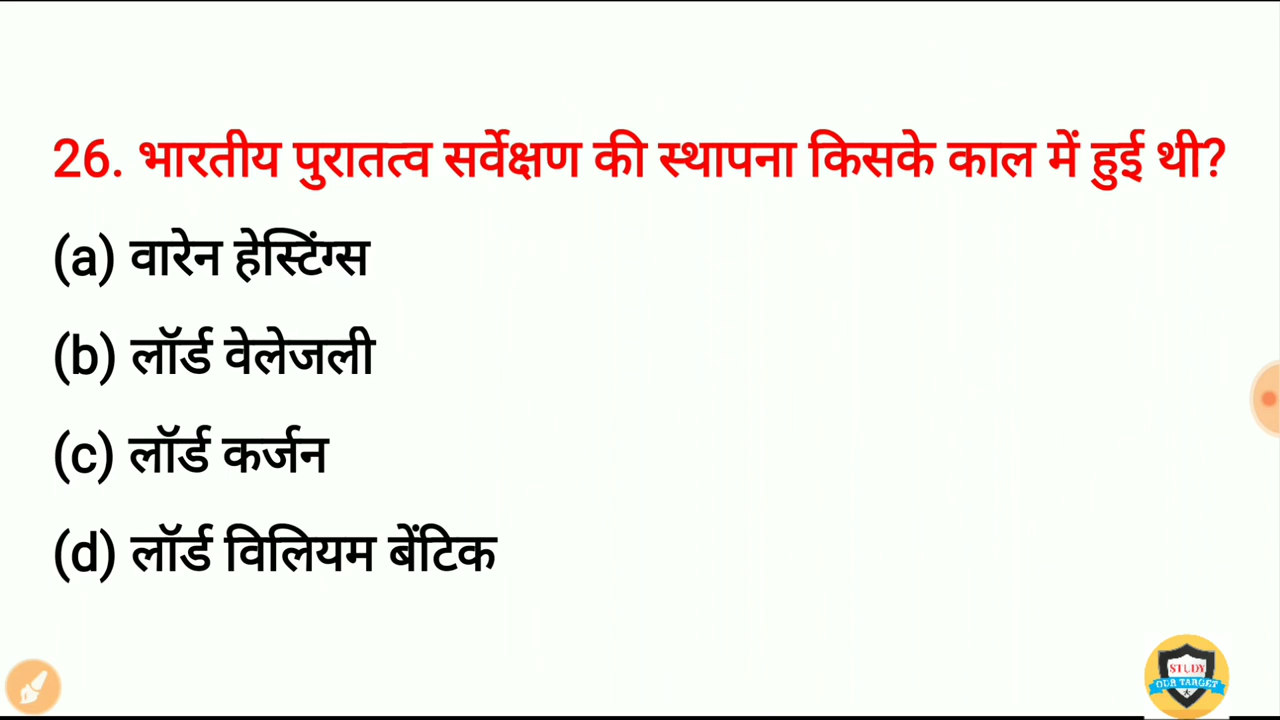 26. भारतीय पुरातत्व सर्वेक्षण की स्थापना किसके काल में हुई थी?
(a) वारेन हेस्टिंग्स
(b) लॉर्ड वेलेजली
(c) लॉर्ड कर्जन
(d) लॉर्ड विलियम बेंटिक
STUDY
OUR TARGET